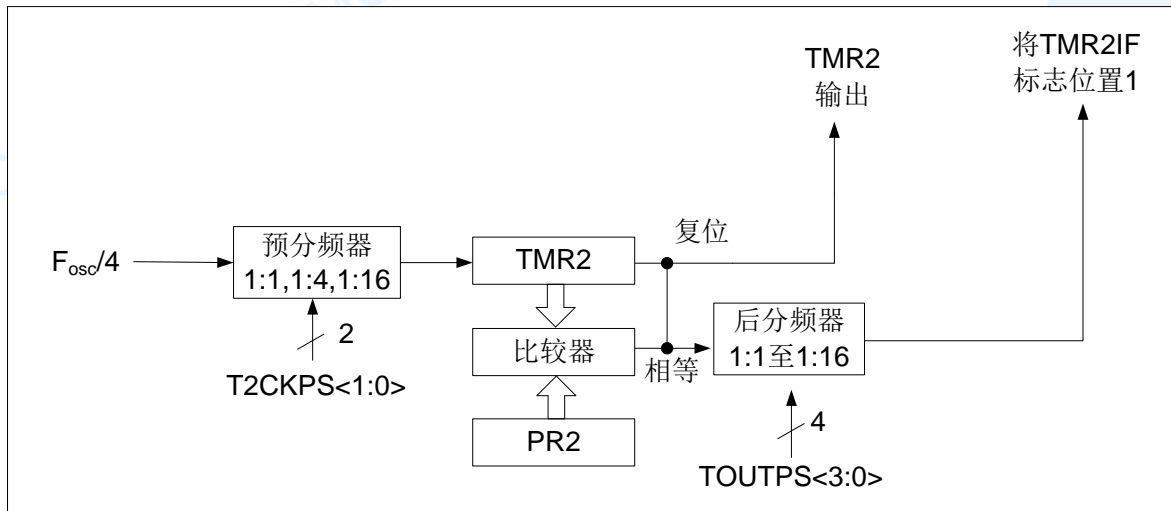 TMR2
输出
将TMR2IF
标志位置1
Fosc/4
预分频器
1:1,1:4,1:16
TMR2
复位
2
T2CKPS<1:0>
比较器
相等
后分频器
1:1至1:16
PR2
4
TOUTPS<3:0>